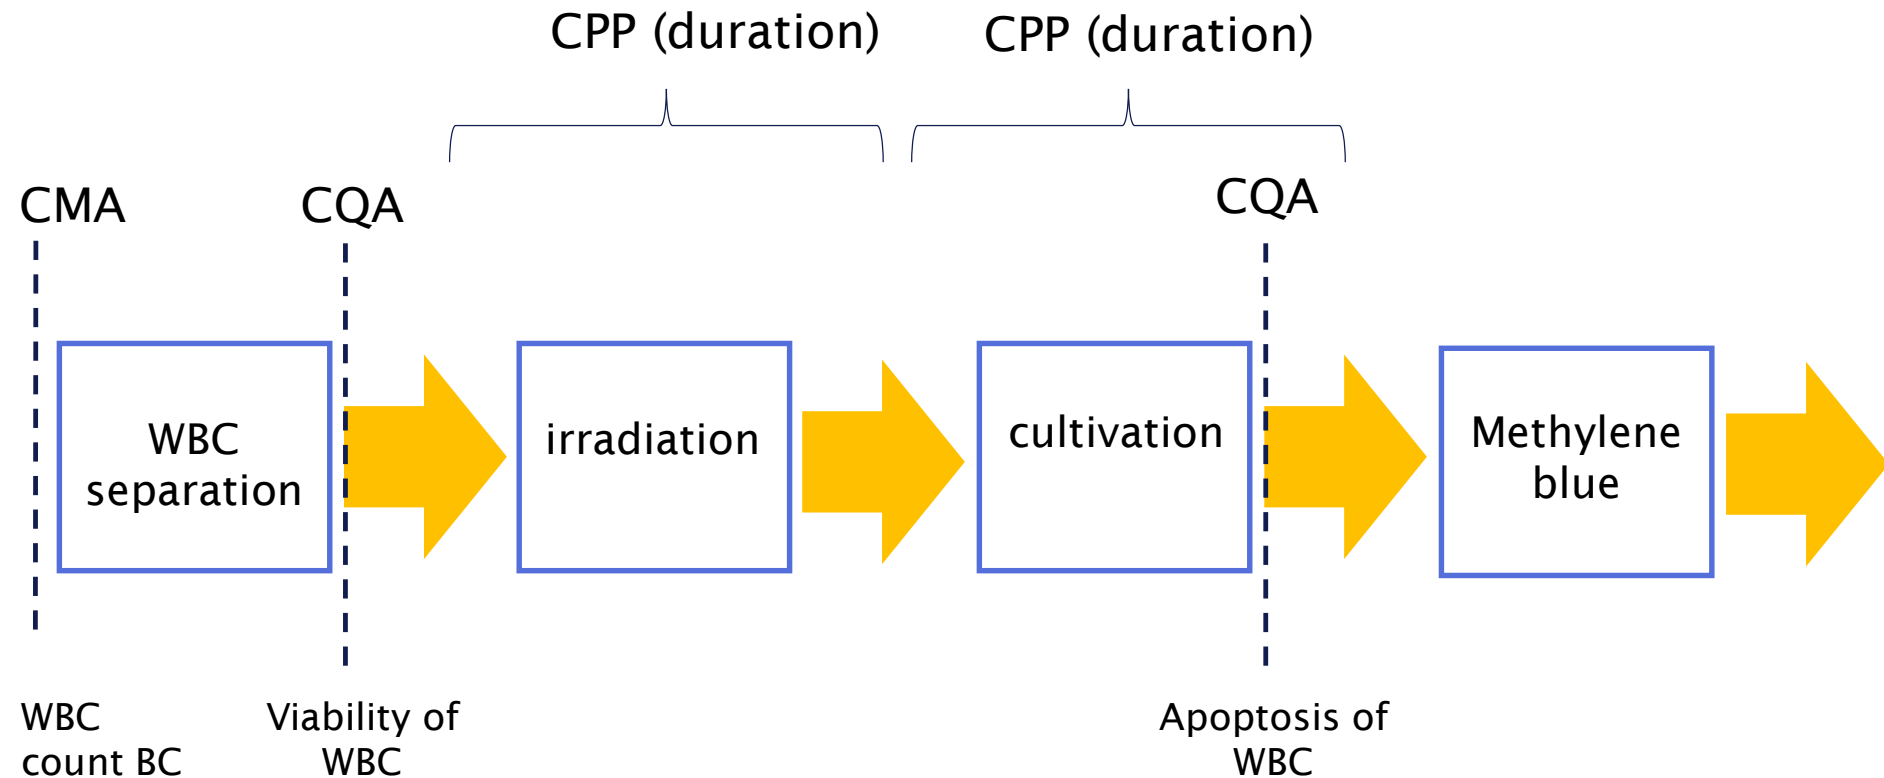 CPP (duration)
CPP (duration)
CMA
CQA
CQA
WBC
separation
irradiation
cultivation
Methylene
blue
WBC
count BC
Viability of
WBC
Apoptosis of
WBC